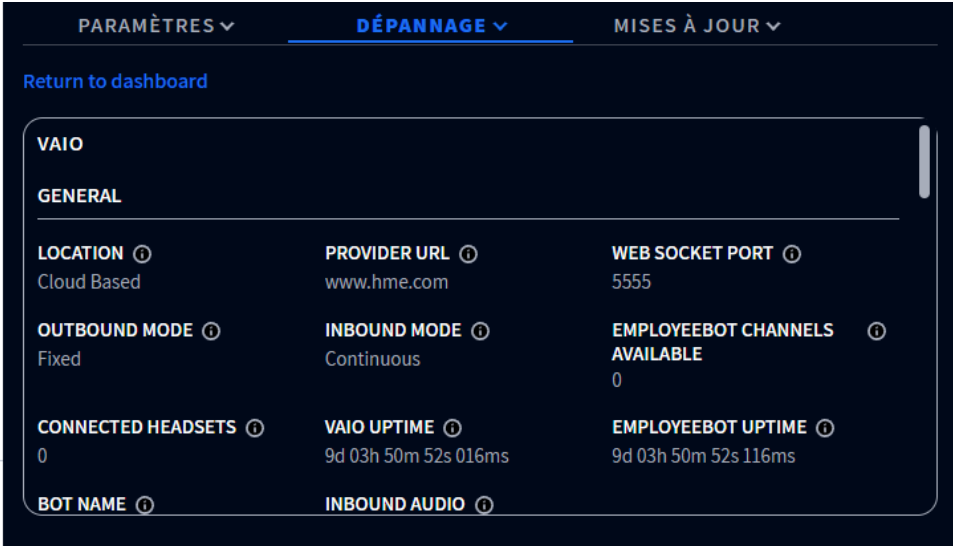 PARAMÈTRES DÉPANNAGE MISES À JOUR
Return to dashboard
VAIO
GENERAL
LOCATION PROVIDER URL WEB SOCKET PORT
Cloud Based www.hme.com 5555
OUTBOUND MODE INBOUND MODE EMPLOYEEBOT CHANNELS AVAILABLE
Fixed Continuous 0
CONNECTED HEADSETS VAIO UPTIME EMPLOYEEBOT UPTIME
0 9d 03h 50m 52s 016ms 9d 03h 50m 52s 116ms
BOT NAME INBOUND AUDIO